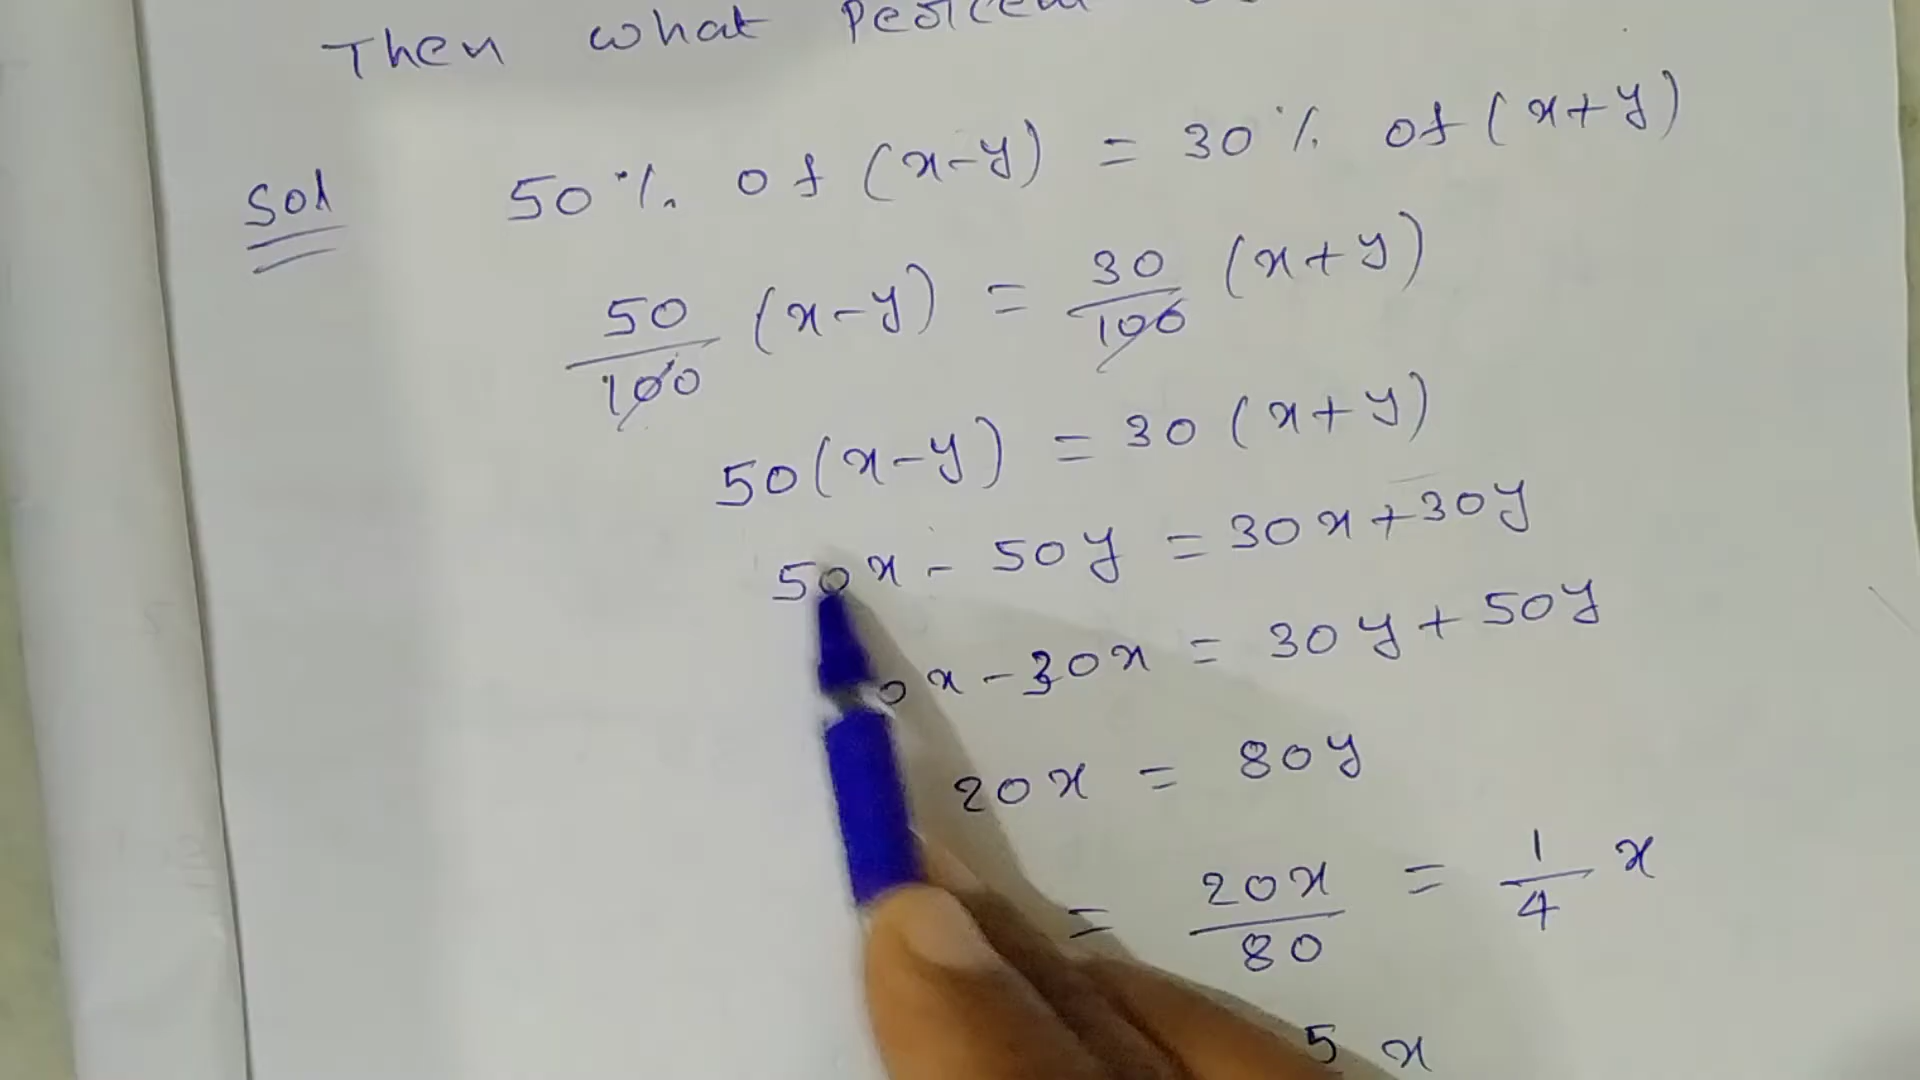 Then what
Sol 50% of (x-y) = 30% of (x+y)
50/100 (x-y) = 30/100 (x+y)
50(x-y) = 30(x+y)
50x - 50y = 30x+30y
0x - 30x = 30y + 50y
20x = 80y
= 20x/80 = 1/4 x
5 x